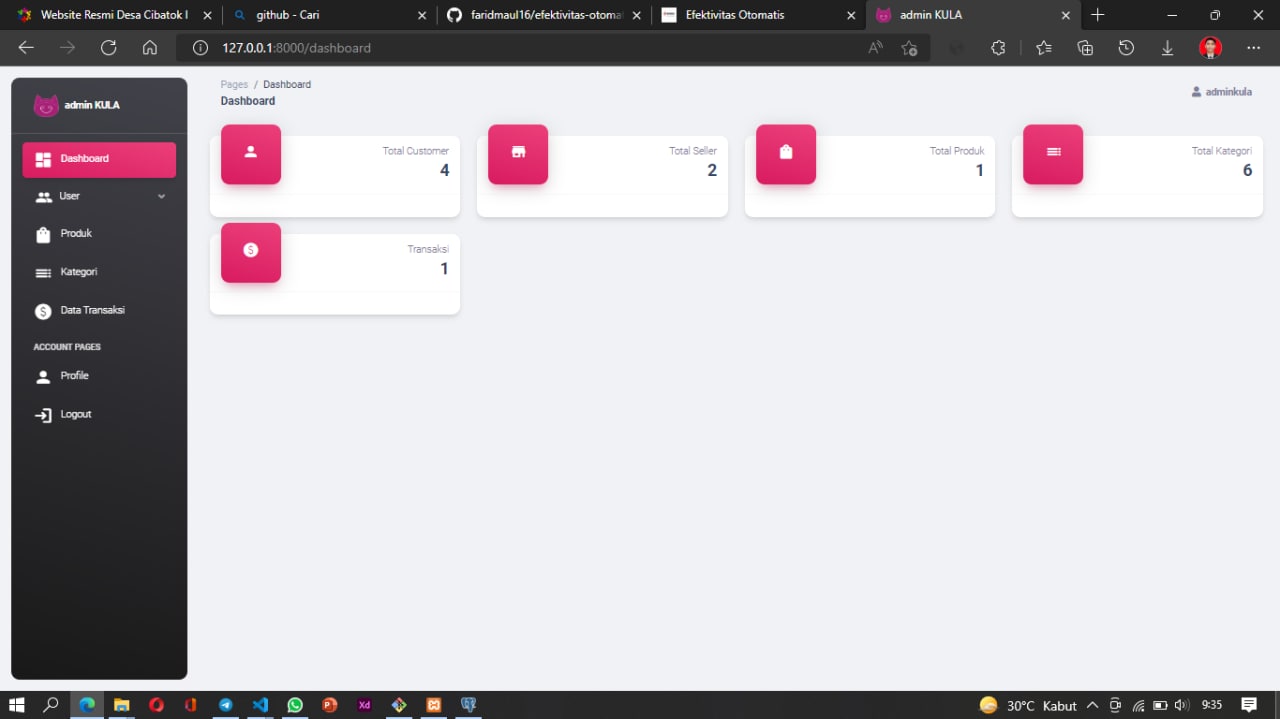 Website Resmi Desa Cibatok I
github - Cari
faridmaul16/efektivitas-otomat
Efektivitas Otomatis
admin KULA
127.0.0.1:8000/dashboard
admin KULA
Dashboard
User
Produk
Kategori
Data Transaksi
ACCOUNT PAGES
Profile
Logout
Pages / Dashboard
Dashboard
adminkula
Total Customer
4
Total Seller
2
Total Produk
1
Total Kategori
6
Transaksi
1
30°C Kabut
9:35